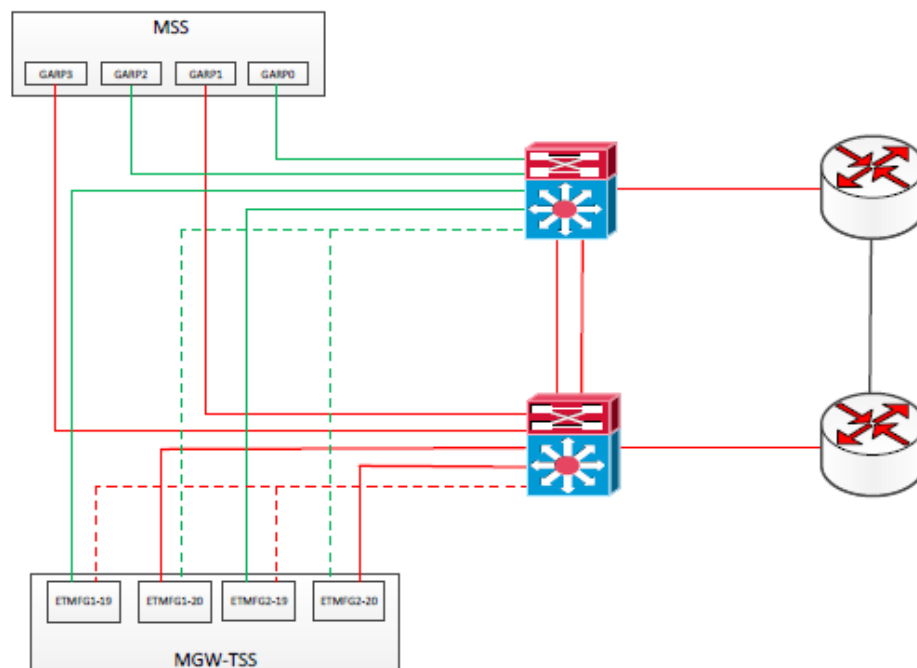 MSS
GARP3 GARP2 GARP1 GARP0
ETMFG1-19 ETMFG1-20 ETMFG2-19 ETMFG2-20
MGW-TSS